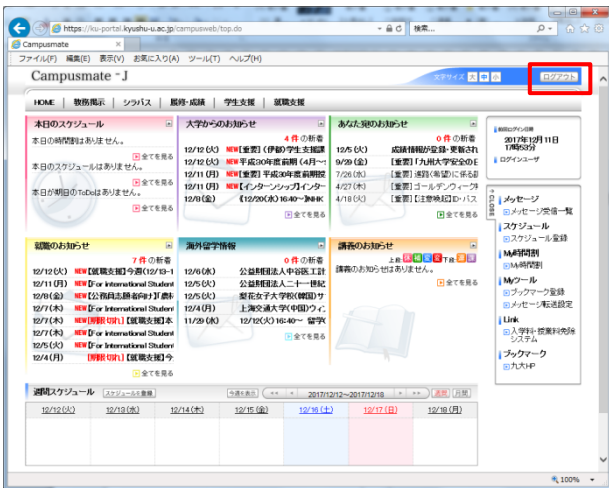 https://ku-portal.kyushu-u.ac.jp/campusweb/top.do
検索...
Campusmate
ファイル(F) 編集(E) 表示(V) お気に入り(A) ツール(T) ヘルプ(H)
Campusmate - J
文字サイズ 大 中 小
ログアウト
HOME 教務掲示 シラバス 履修・成績 学生支援 就職支援
本日のスケジュール
本日の時間割はありません。
全てを見る
本日のスケジュールはありません。
全てを見る
本日が期日のToDoはありません。
全てを見る
大学からのお知らせ
4 件の新着
12/12 (火) NEW【重要】(伊都)学生支援課
12/12 (火) NEW平成30年度前期(4月~
12/11 (月) NEW【重要】平成30年度前期授
12/11 (月) NEW【インターンシップ】インター
12/8 (金) (12/20(水)16:40~)NHK
全てを見る
あなた宛のお知らせ
0 件の新着
12/5 (火) 成績情報が登録・更新され
9/29 (金) 【重要】「九大学安全のE
7/26 (水) 【重要】進路(希望)に係る
4/27 (木) 【重要】ゴールデンウィーク
4/18 (火) 【重要】【注意喚起】ID・パス
全てを見る
前回ログイン日時
2017年12月11日
17時53分
ログインユーザ
CLOSE
メッセージ
メッセージ受信一覧
スケジュール
スケジュール登録
My時間割
My時間割
Myツール
ブックマーク登録
メッセージ転送設定
Link
入学料・授業料免除
システム
ブックマーク
九大HP
就職のお知らせ
7 件の新着
12/12 (火) NEW【就職支援】今週(12/13-1
12/11 (月) NEW【For international Student
12/8 (金) NEW【公務員志願者向け】農林
12/7 (木) NEW【For International Student
12/7 (木) NEW【期限切れ】【就職支援】本
12/7 (木) NEW【For International Student
12/5 (火) NEW【For International Student
12/4 (月) 【期限切れ】【就職支援】今
全てを見る
海外留学情報
0 件の新着
12/6 (水) 公益財団法人中谷医工計
12/5 (火) 公益財団法人二十一世紀
12/5 (火) 梨花女子大学校(韓国)サ
12/4 (月) 上海交通大学(中国)ウィン
11/29 (水) 12/12(火)16:40~ 留学(
全てを見る
講義のお知らせ
講義のお知らせはありません。
全てを見る
週間スケジュール スケジュールを登録 今週を表示 2017/12/12~2017/12/18 週間 月間
12/12 (火) 12/13 (水) 12/14 (木) 12/15 (金) 12/16 (土) 12/17 (日) 12/18 (月)
100%